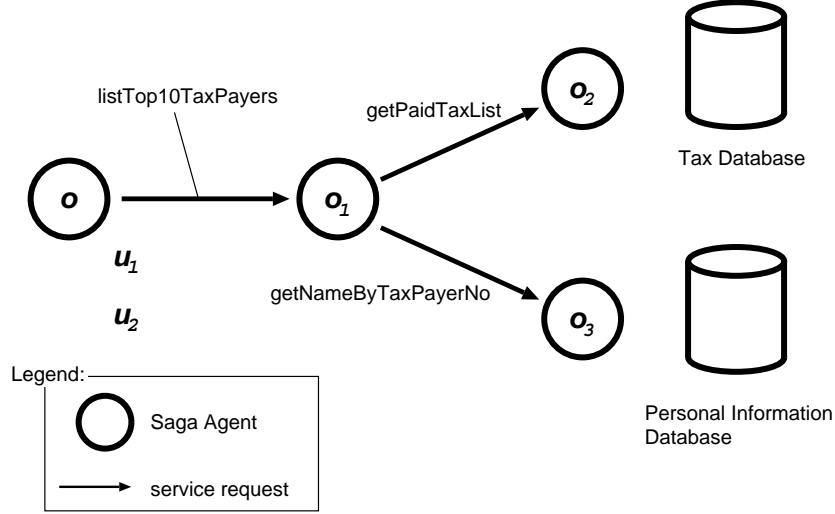 listTop10TaxPayers
getPaidTaxList
o2
Tax Database
o
o1
u1
getNameByTaxPayerNo
u2
o3
Legend:
Saga Agent
Personal Information
Database
service request